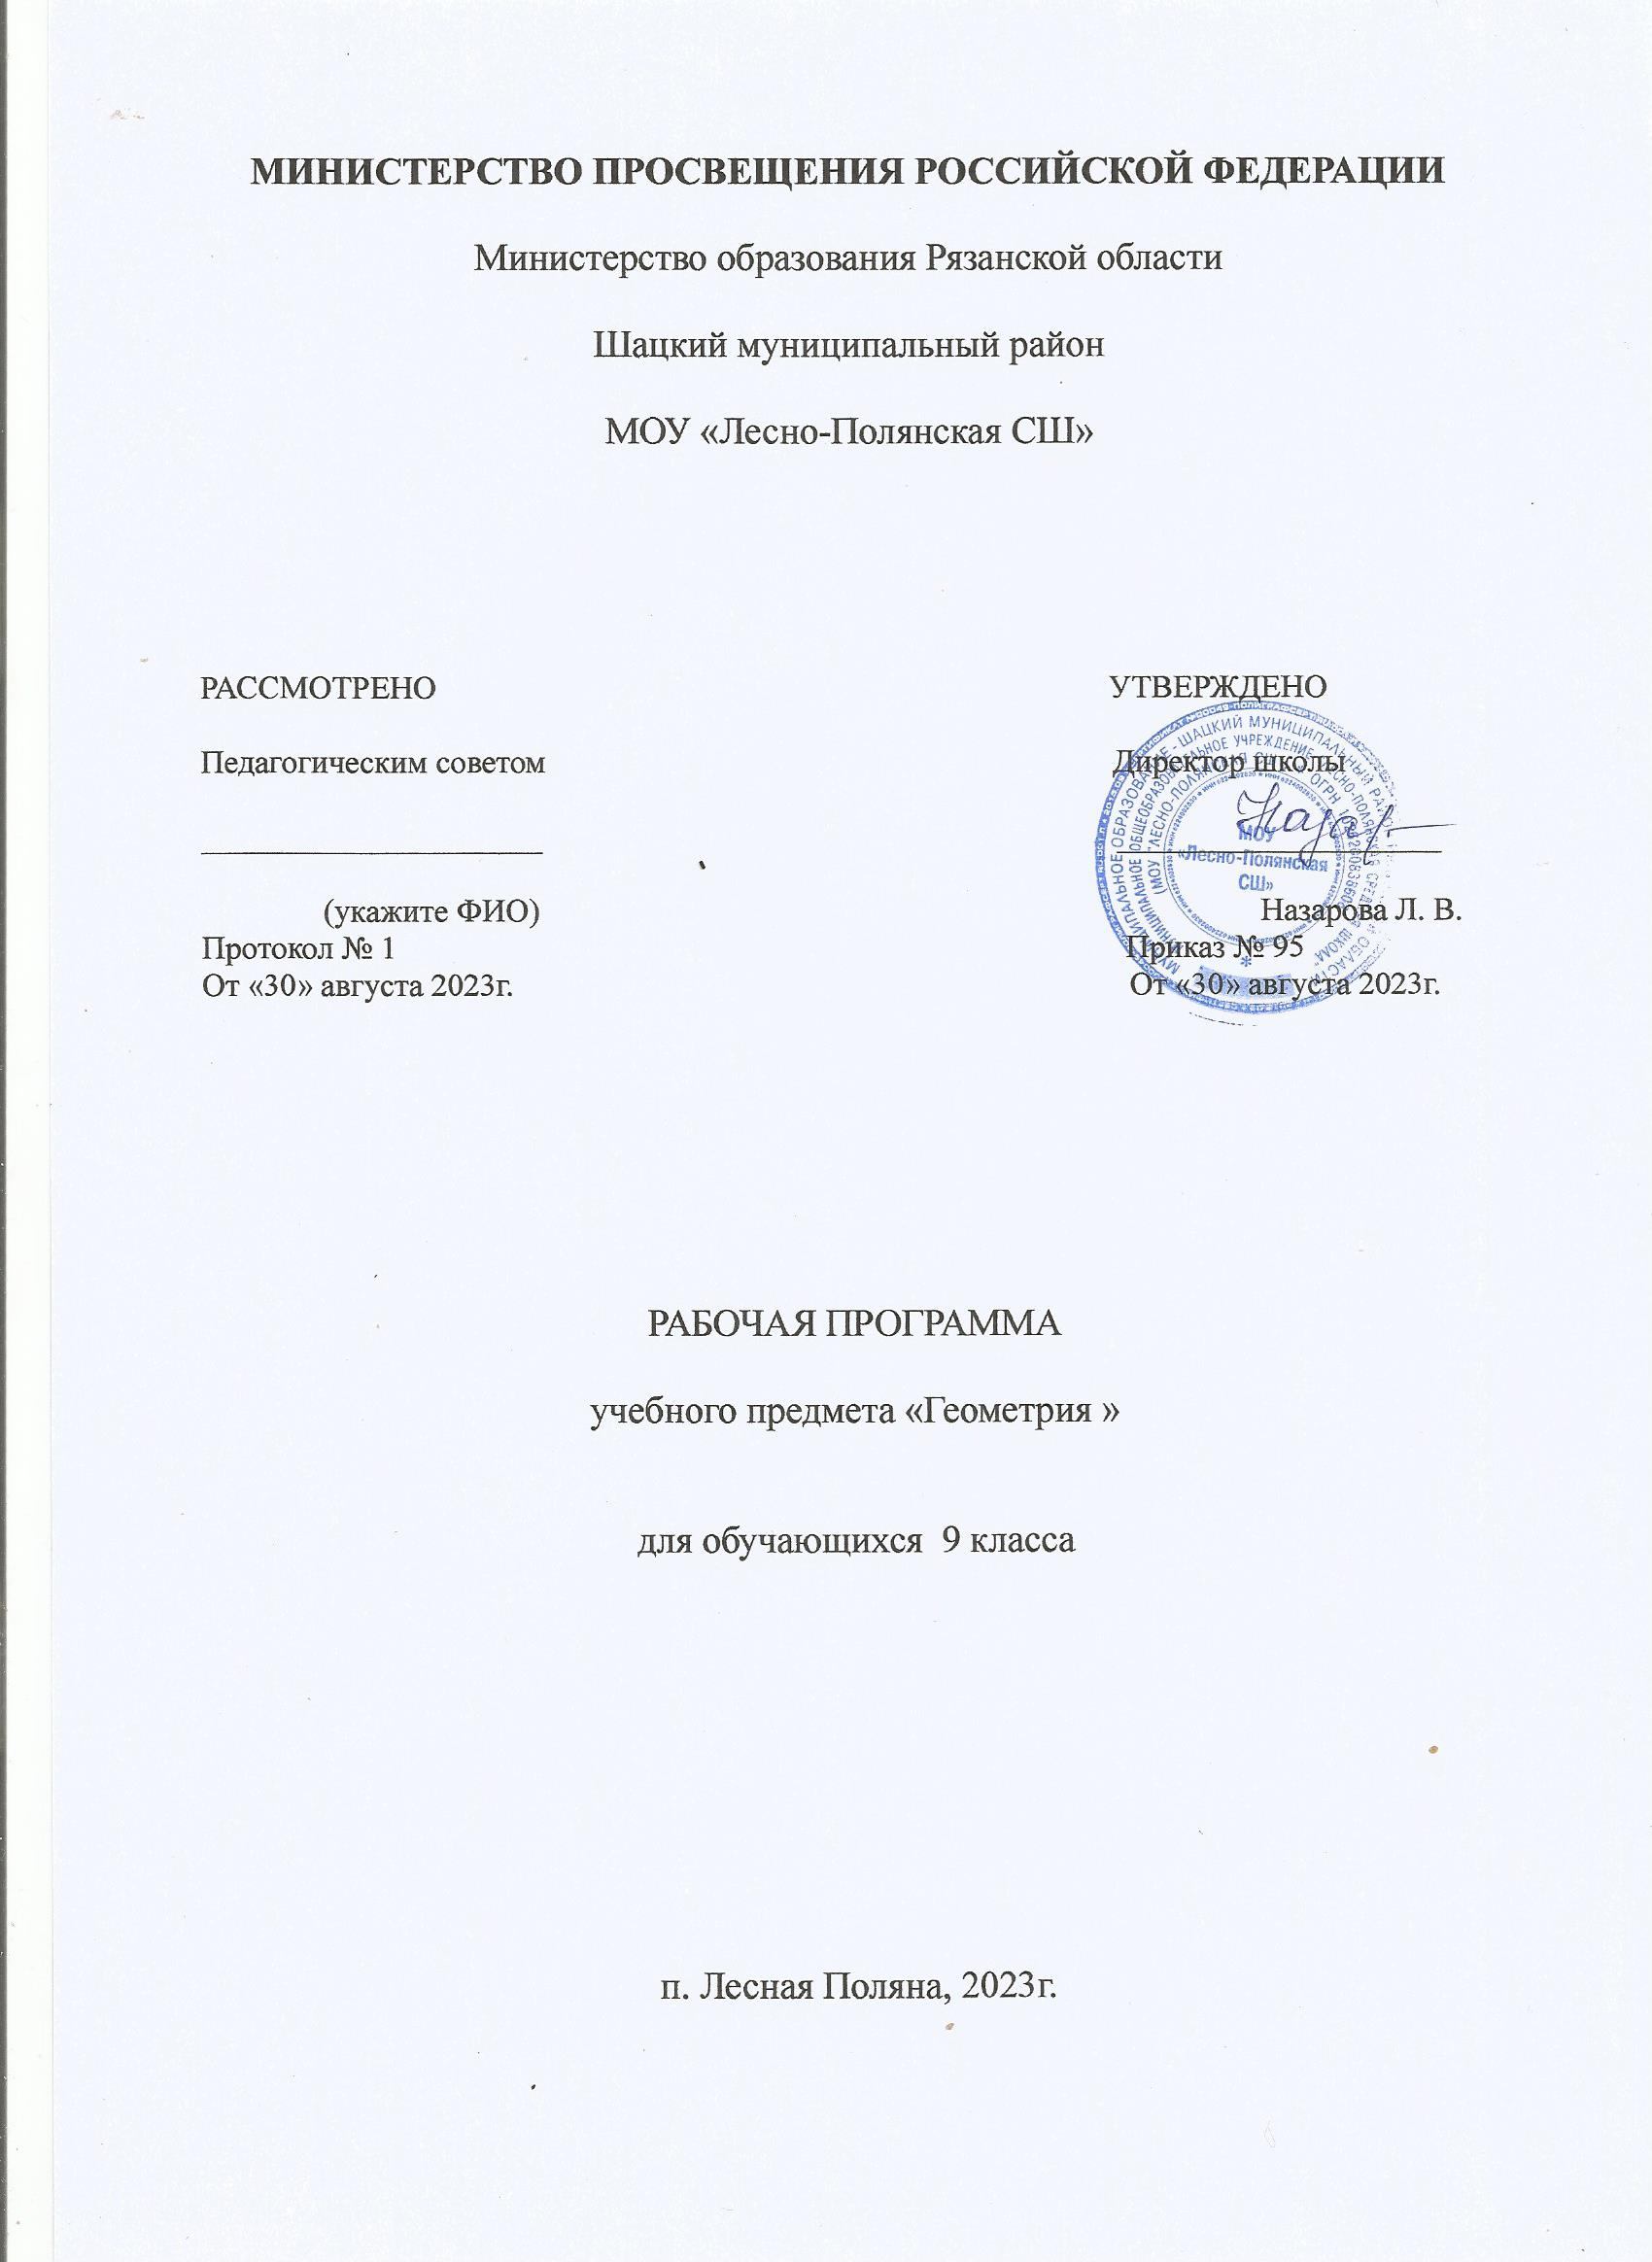 МИНИСТЕРСТВО ПРОСВЕЩЕНИЯ РОССИЙСКОЙ ФЕДЕРАЦИИ
Министерство образования Рязанской области
Шацкий муниципальный район
МОУ «Лесно-Полянская СШ»
РАССМОТРЕНО
Педагогическим советом
(укажите ФИО)
Протокол № 1
От «30» августа 2023г.
УТВЕРЖДЕНО
Директор школы
МОУ
«Лесно-Полянская
СШ»
Назарова Л. В.
Приказ № 95
От «30» августа 2023г.
РАБОЧАЯ ПРОГРАММА
учебного предмета «Геометрия »
для обучающихся  9 класса
п. Лесная Поляна, 2023г.